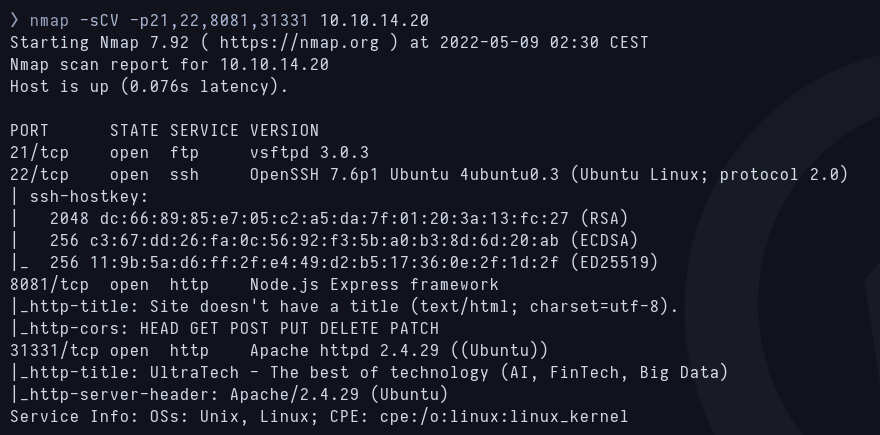 ❯ nmap -sCV -p21,22,8081,31331 10.10.14.20
Starting Nmap 7.92 ( https://nmap.org ) at 2022-05-09 02:30 CEST
Nmap scan report for 10.10.14.20
Host is up (0.076s latency).

PORT      STATE SERVICE VERSION
21/tcp    open  ftp     vsftpd 3.0.3
22/tcp    open  ssh     OpenSSH 7.6p1 Ubuntu 4ubuntu0.3 (Ubuntu Linux; protocol 2.0)
| ssh-hostkey:
|   2048 dc:66:89:85:e7:05:c2:a5:da:7f:01:20:3a:13:fc:27 (RSA)
|   256 c3:67:dd:26:fa:0c:56:92:f3:5b:a0:b3:8d:6d:20:ab (ECDSA)
|_  256 11:9b:5a:d6:ff:2f:e4:49:d2:b5:17:36:0e:2f:1d:2f (ED25519)
8081/tcp  open  http    Node.js Express framework
|_http-title: Site doesn't have a title (text/html; charset=utf-8).
|_http-cors: HEAD GET POST PUT DELETE PATCH
31331/tcp open  http    Apache httpd 2.4.29 ((Ubuntu))
|_http-title: UltraTech - The best of technology (AI, FinTech, Big Data)
|_http-server-header: Apache/2.4.29 (Ubuntu)
Service Info: OSs: Unix, Linux; CPE: cpe:/o:linux:linux_kernel